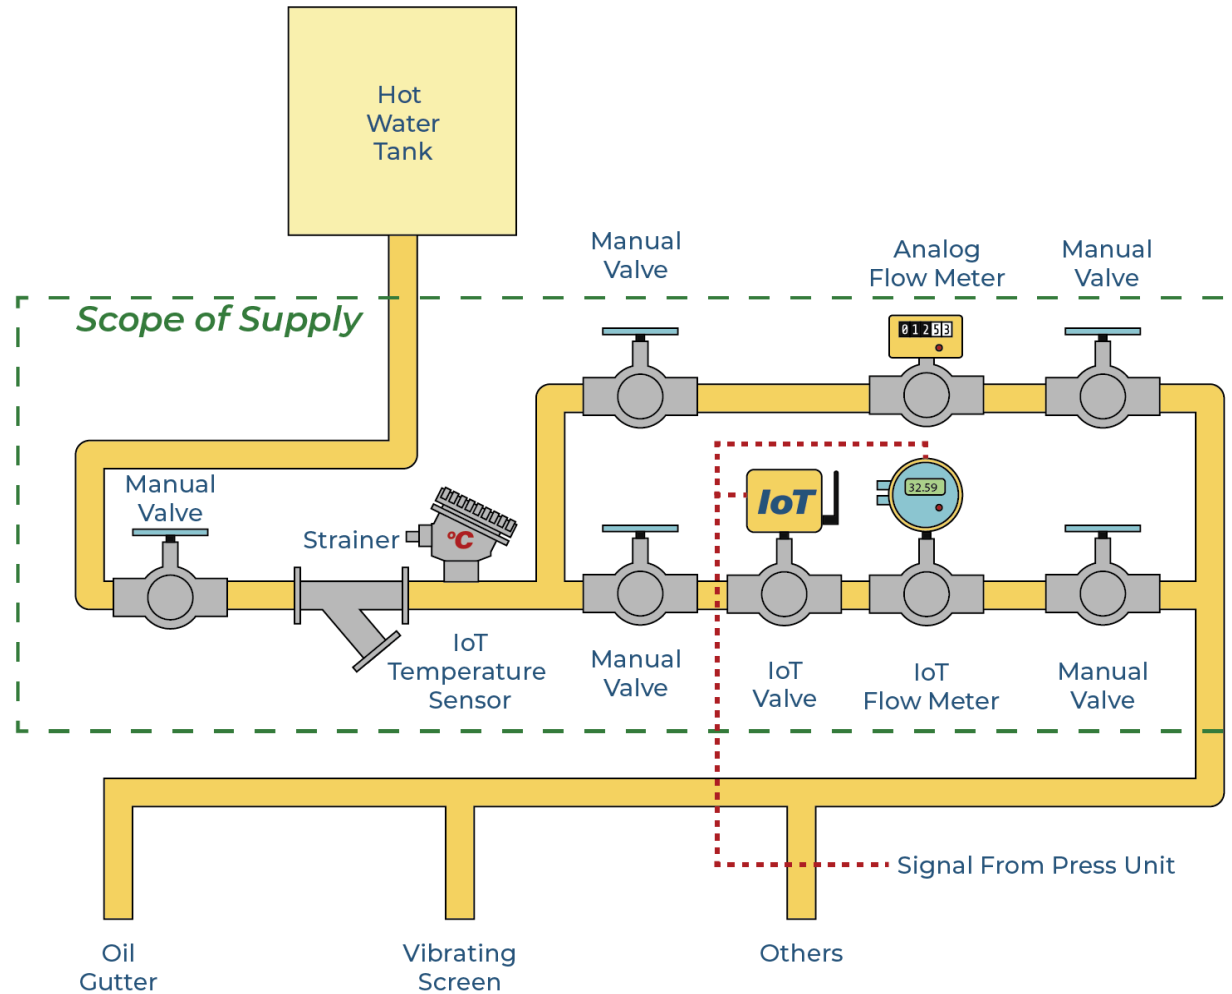 Hot
Water
Tank
Manual
Valve
Analog
Flow Meter
Manual
Valve
Scope of Supply
01253
Manual
Valve
Strainer
°C
IoT
32.59
IoT
Temperature
Sensor
Manual
Valve
IoT
Valve
IoT
Flow Meter
Manual
Valve
Signal From Press Unit
Oil
Gutter
Vibrating
Screen
Others